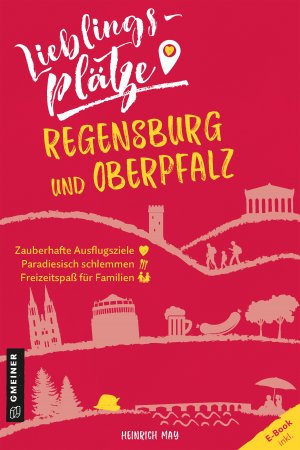 Lieblings-
plätze
REGENSBURG
UND OBERPFALZ
Zauberhafte Ausflugsziele
Paradiesisch schlemmen
Freizeitspaß für Familien
GMEINER
HEINRICH MAY
E-Book
inkl.